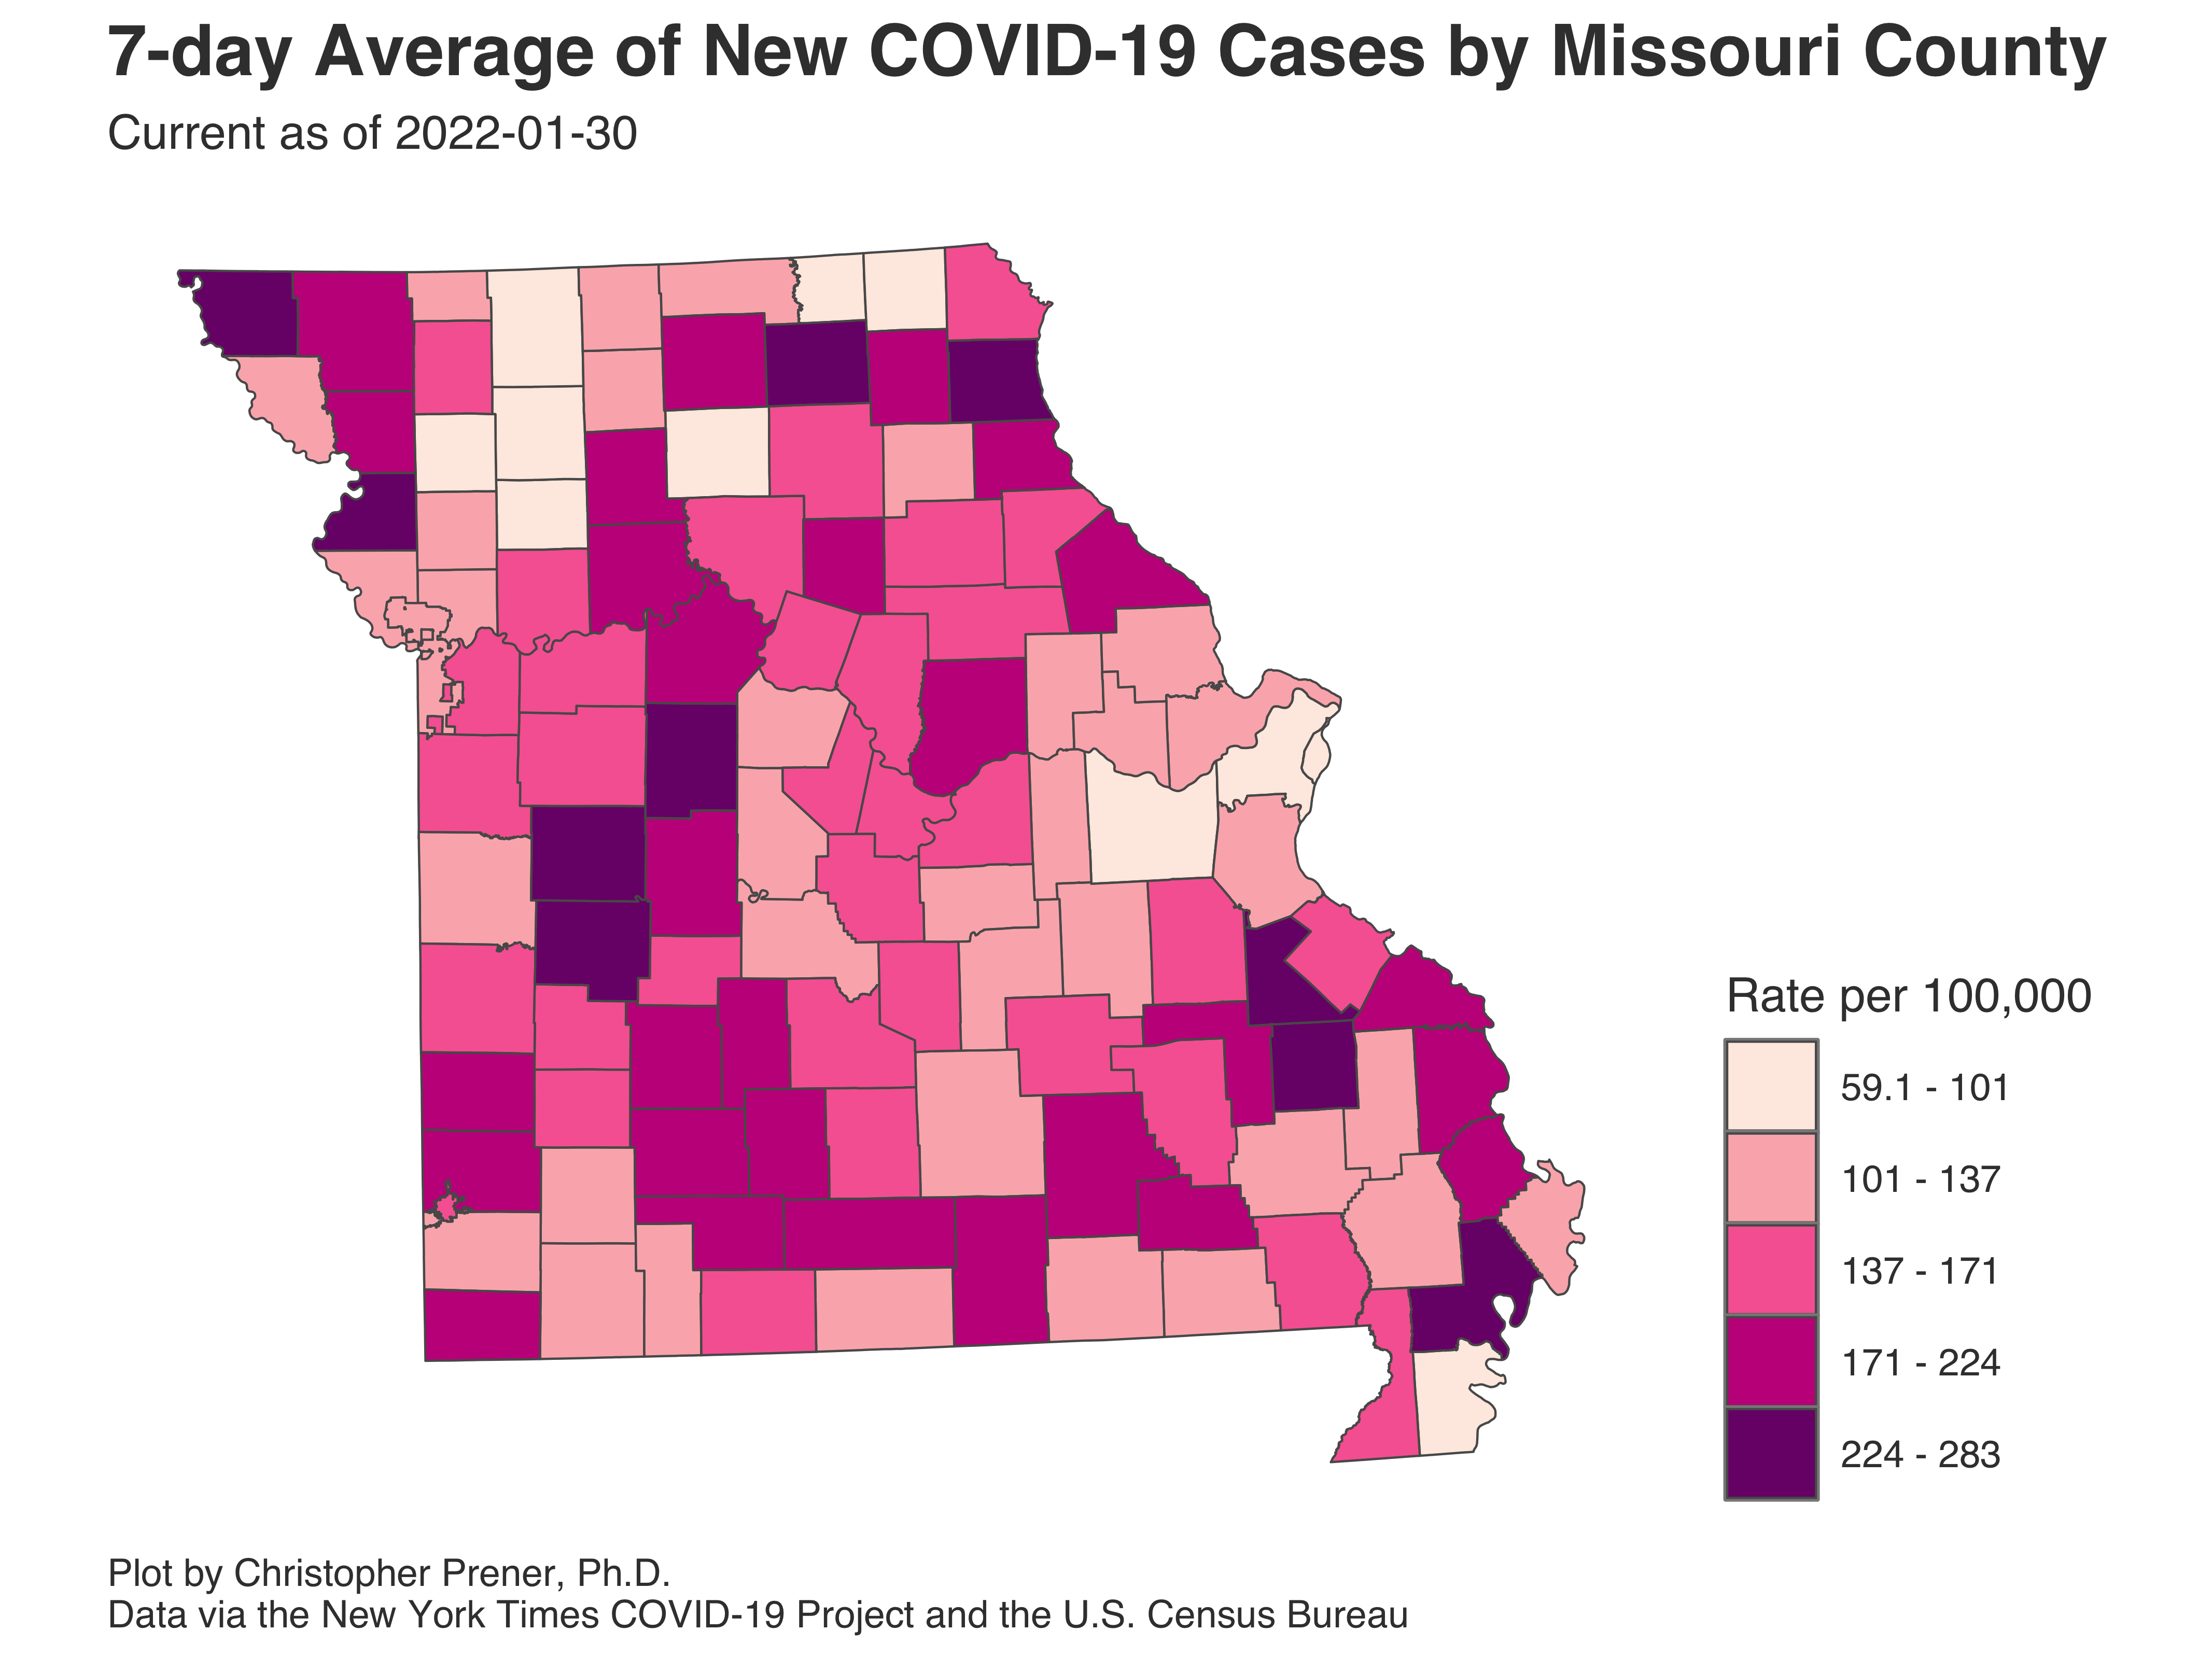 7-day Average of New COVID-19 Cases by Missouri County
Current as of 2022-01-30
Rate per 100,000
59.1 - 101
101 - 137
137 - 171
171 - 224
224 - 283
Plot by Christopher Prener, Ph.D.
Data via the New York Times COVID-19 Project and the U.S. Census Bureau